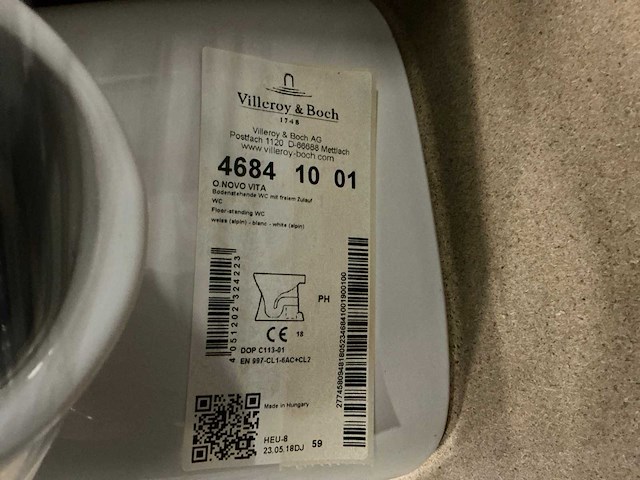 Villeroy & Boch
1748
Villeroy & Boch AG
Postfach 1120 D-66688 Mettlach
www.villeroy-boch.com
4684 10 01
O.NOVO VITA
Bodenstehende WC mit freiem Zulauf
WC
Floor-standing WC
weiss (alpin) - blanc - white (alpin)
4 051202 324223
PH
CE 18
DOP C113-01
EN 997-CL1-6AC+CL2
Made in Hungary
HEU-8
23.05.18DJ 59